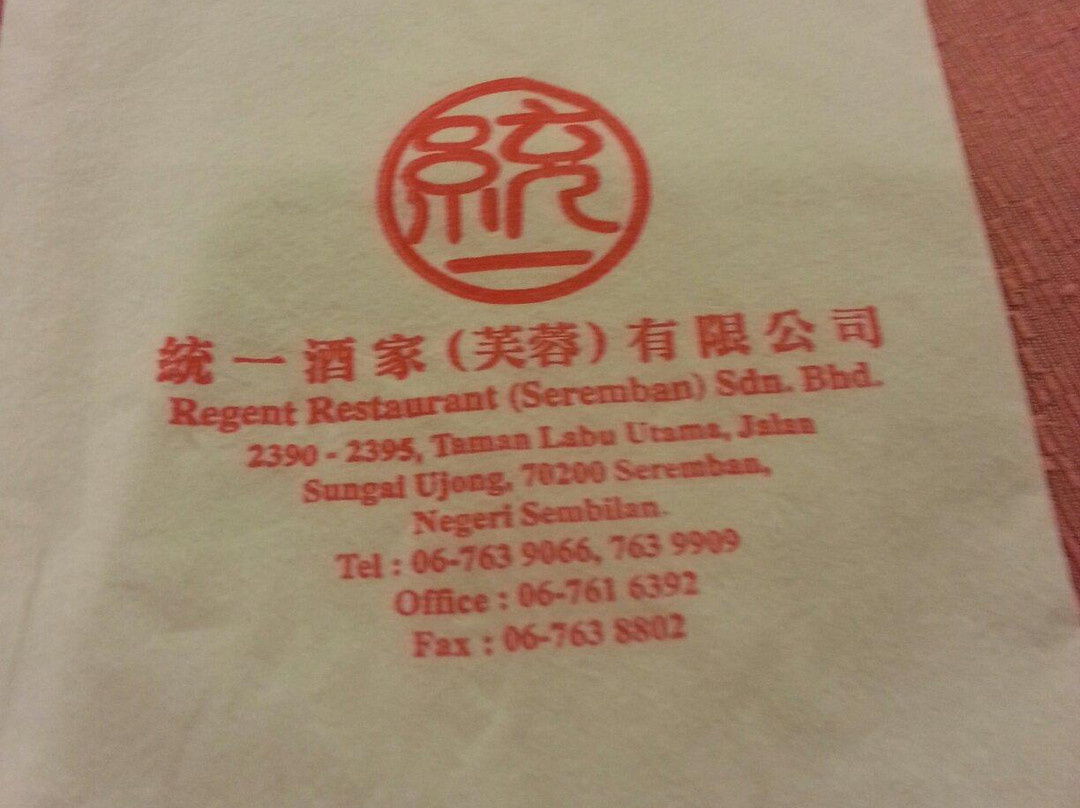 統一
統一酒家(芙蓉)有限公司
Regent Restaurant (Seremban) Sdn. Bhd.
2390 - 2395, Taman Labu Utama, Jalan
Sungai Ujong, 70200 Seremban,
Negeri Sembilan.
Tel : 06-763 9066, 763 9909
Office : 06-761 6392
Fax : 06-763 8802